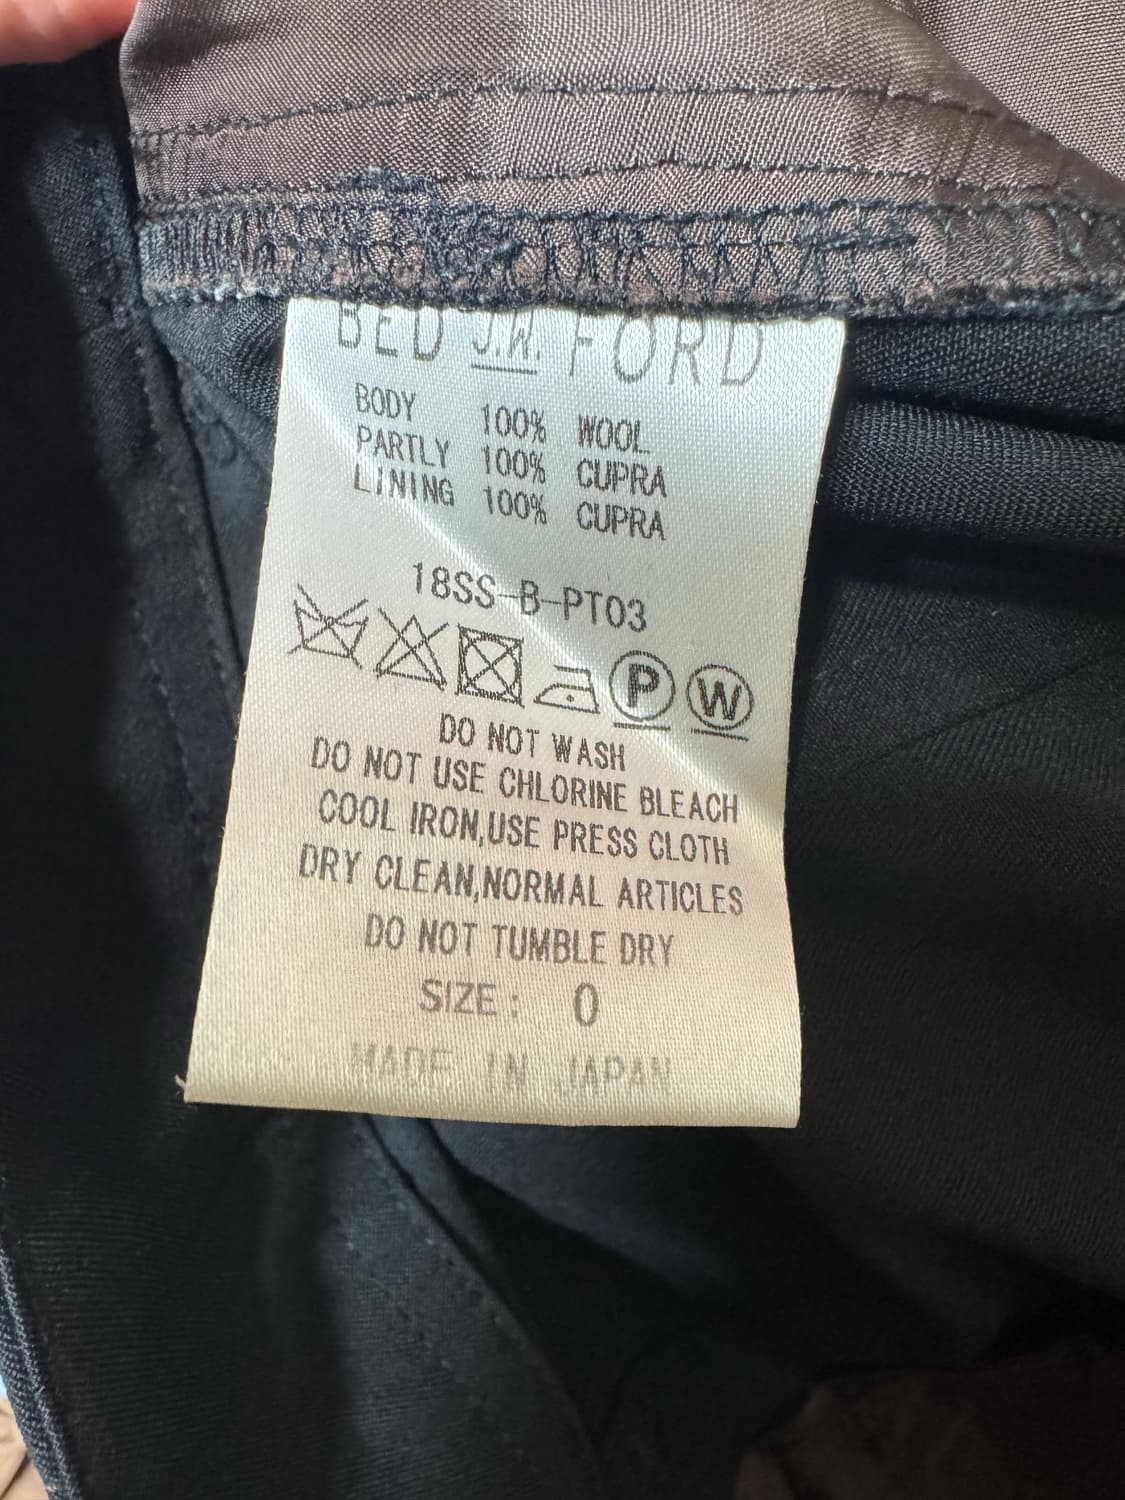 BED J.W. FORD
BODY 100% WOOL
PARTLY 100% CUPRA
LINING 100% CUPRA
18SS-B-PT03
P W
DO NOT WASH
DO NOT USE CHLORINE BLEACH
COOL IRON,USE PRESS CLOTH
DRY CLEAN,NORMAL ARTICLES
DO NOT TUMBLE DRY
SIZE: 0
MADE IN JAPAN